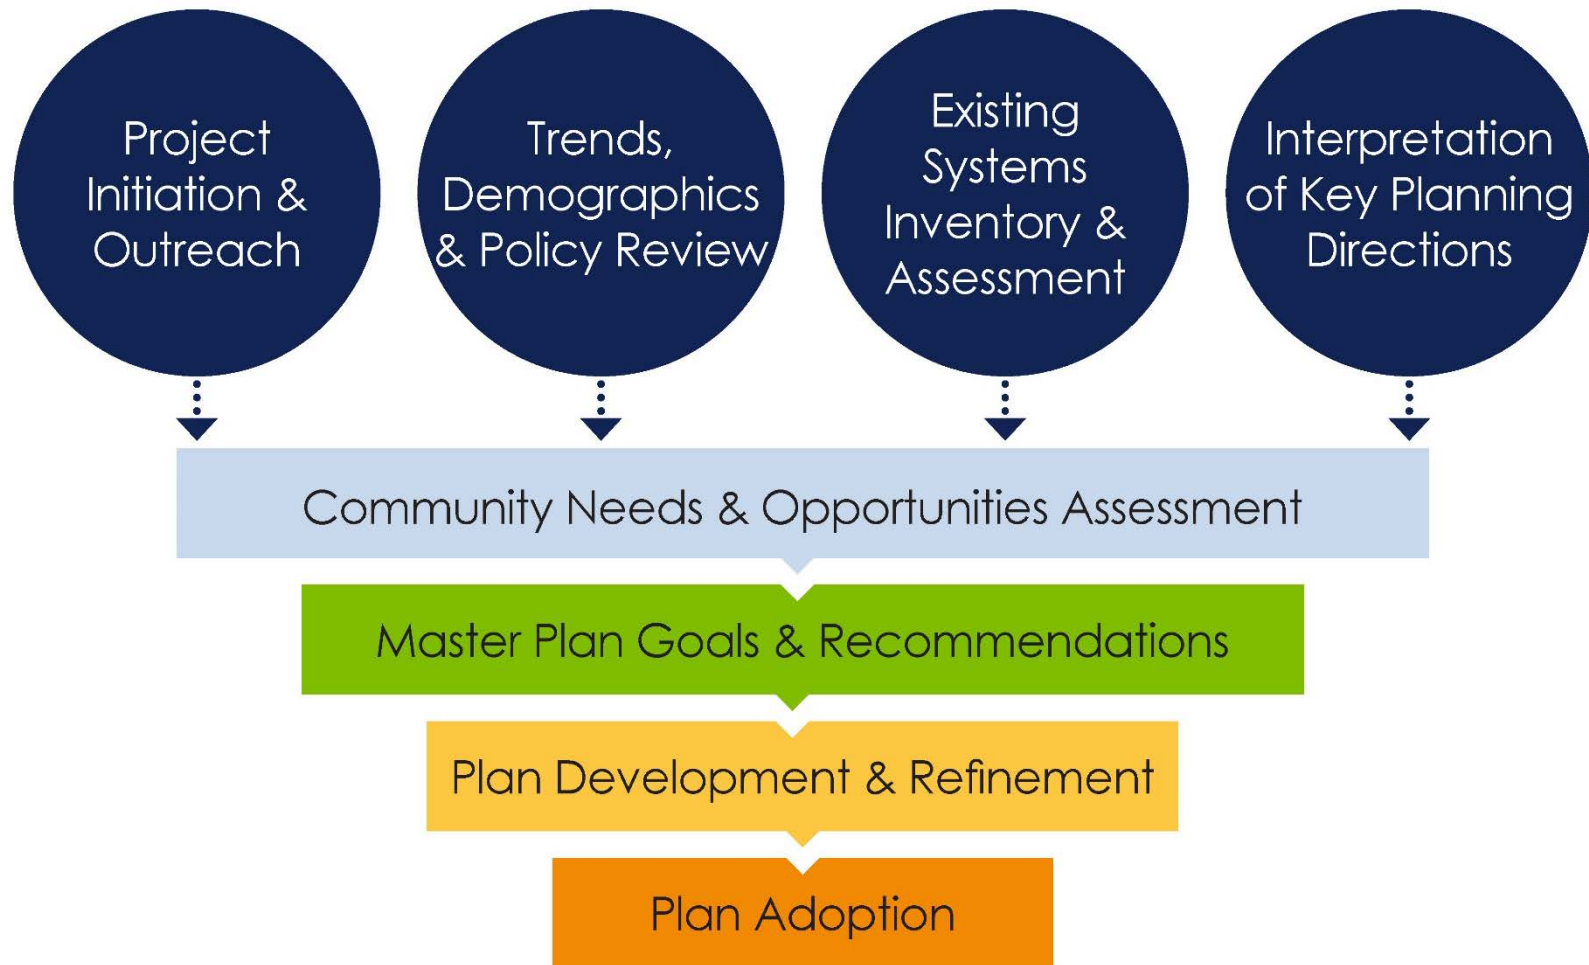 Project
Initiation &
Outreach
Trends,
Demographics
& Policy Review
Existing
Systems
Inventory &
Assessment
Interpretation
of Key Planning
Directions
Community Needs & Opportunities Assessment
Master Plan Goals & Recommendations
Plan Development & Refinement
Plan Adoption